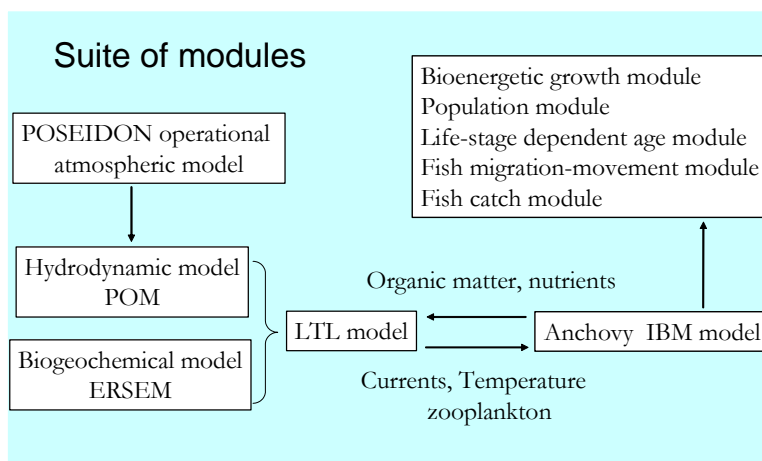 Suite of modules
POSEIDON operational
atmospheric model
Hydrodynamic model
POM
Biogeochemical model
ERSEM
LTL model
Organic matter, nutrients
Currents, Temperature
zooplankton
Anchovy IBM model
Bioenergetic growth module
Population module
Life-stage dependent age module
Fish migration-movement module
Fish catch module